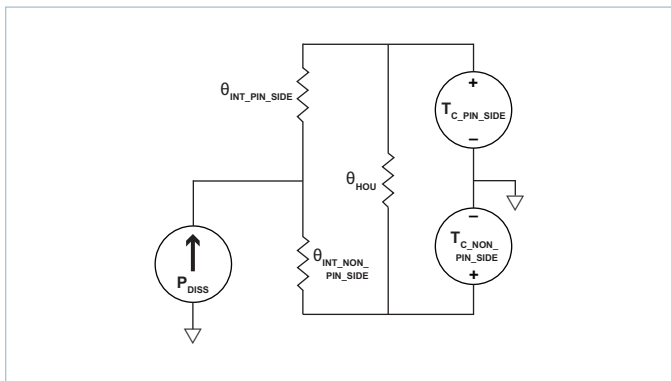 θINT_PIN_SIDE
+
TC_PIN_SIDE
–
θHOU
–
TC_NON_
PIN_SIDE
+
θINT_NON_
PIN_SIDE
PDISS